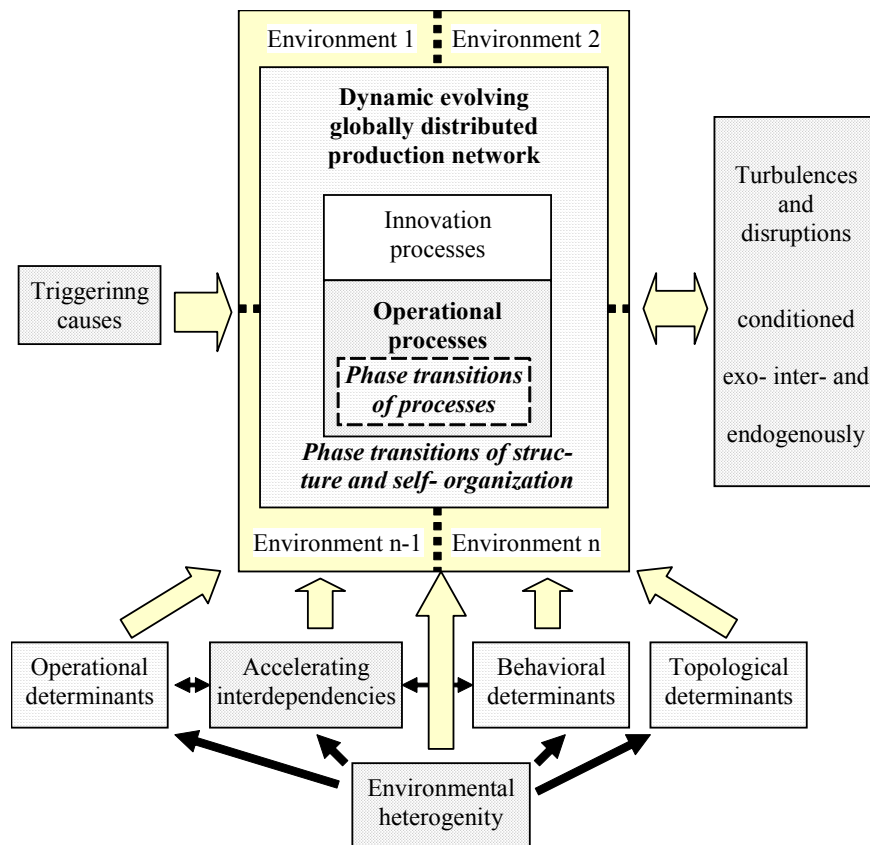 Environment 1
Environment 2
Dynamic evolving
globally distributed
production network
Innovation
processes
Operational
processes
Phase transitions
of processes
Phase transitions of struc-
ture and self- organization
Environment n-1
Environment n
Triggerinng
causes
Turbulences
and
disruptions
conditioned
exo- inter- and
endogenously
Operational
determinants
Accelerating
interdependencies
Behavioral
determinants
Topological
determinants
Environmental
heterogenity